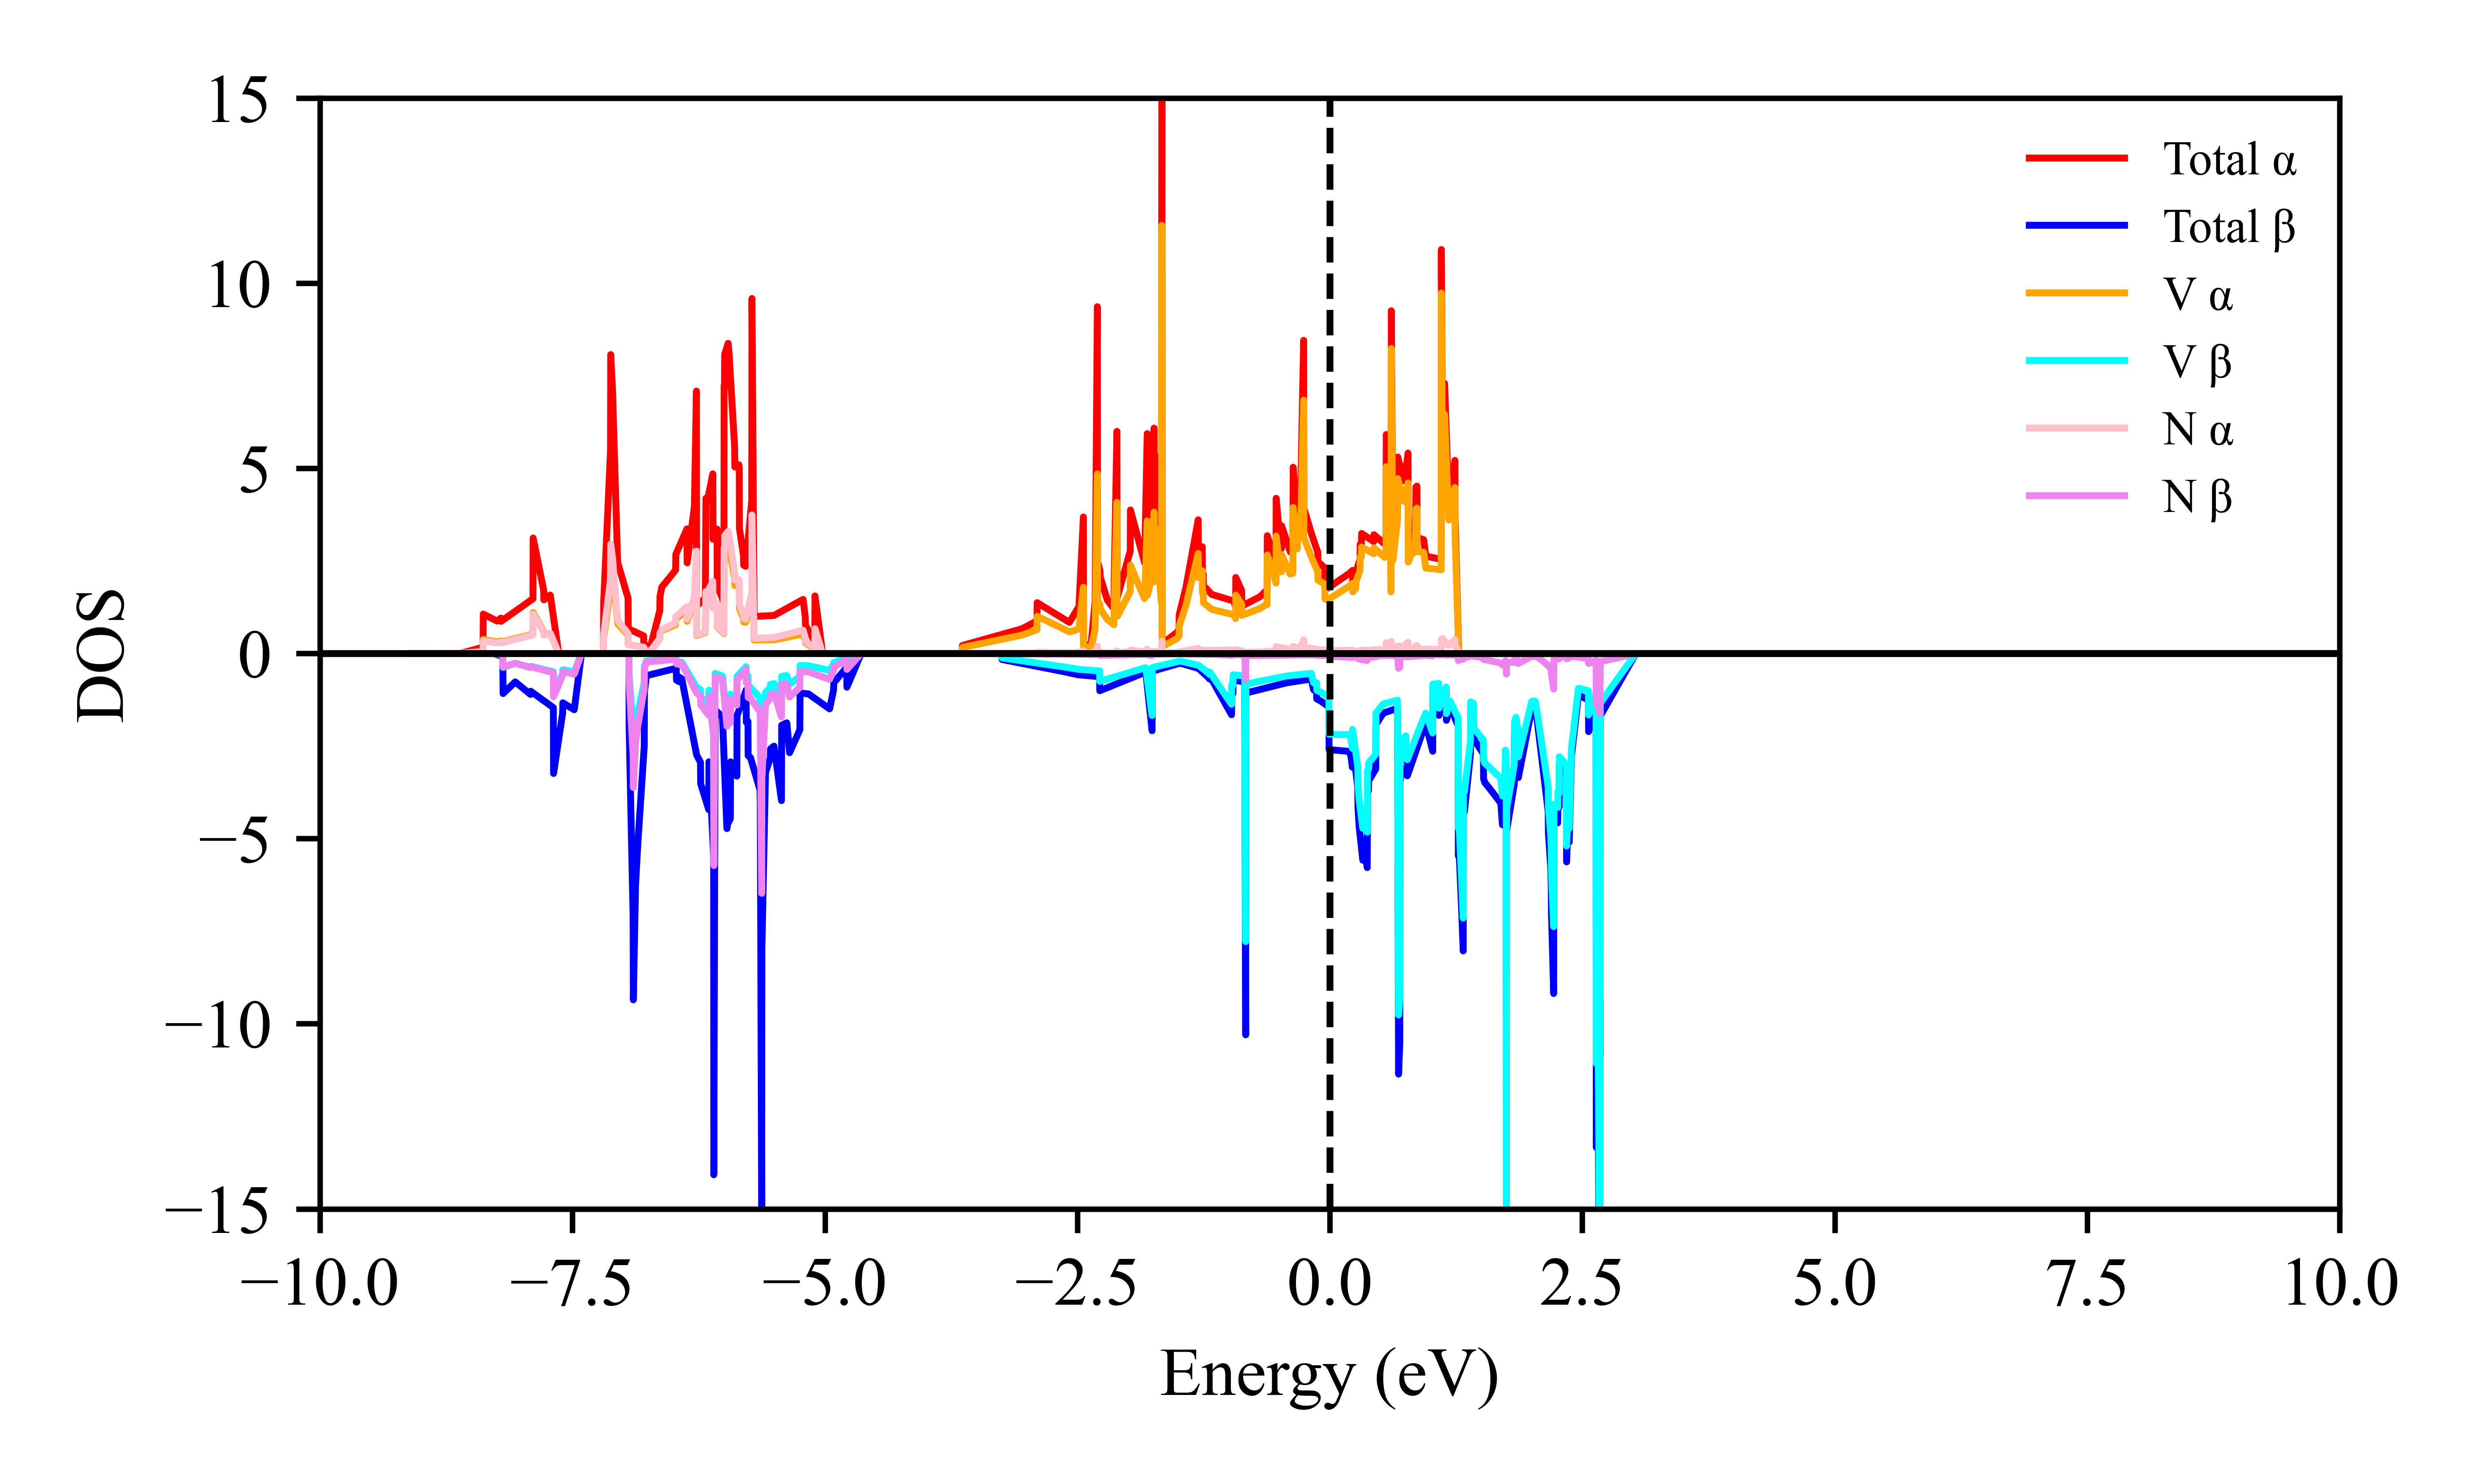 15
10
5
0
−5
−10
−15
DOS
Total α
Total β
V α
V β
N α
N β
−10.0 −7.5 −5.0 −2.5 0.0 2.5 5.0 7.5 10.0
Energy (eV)